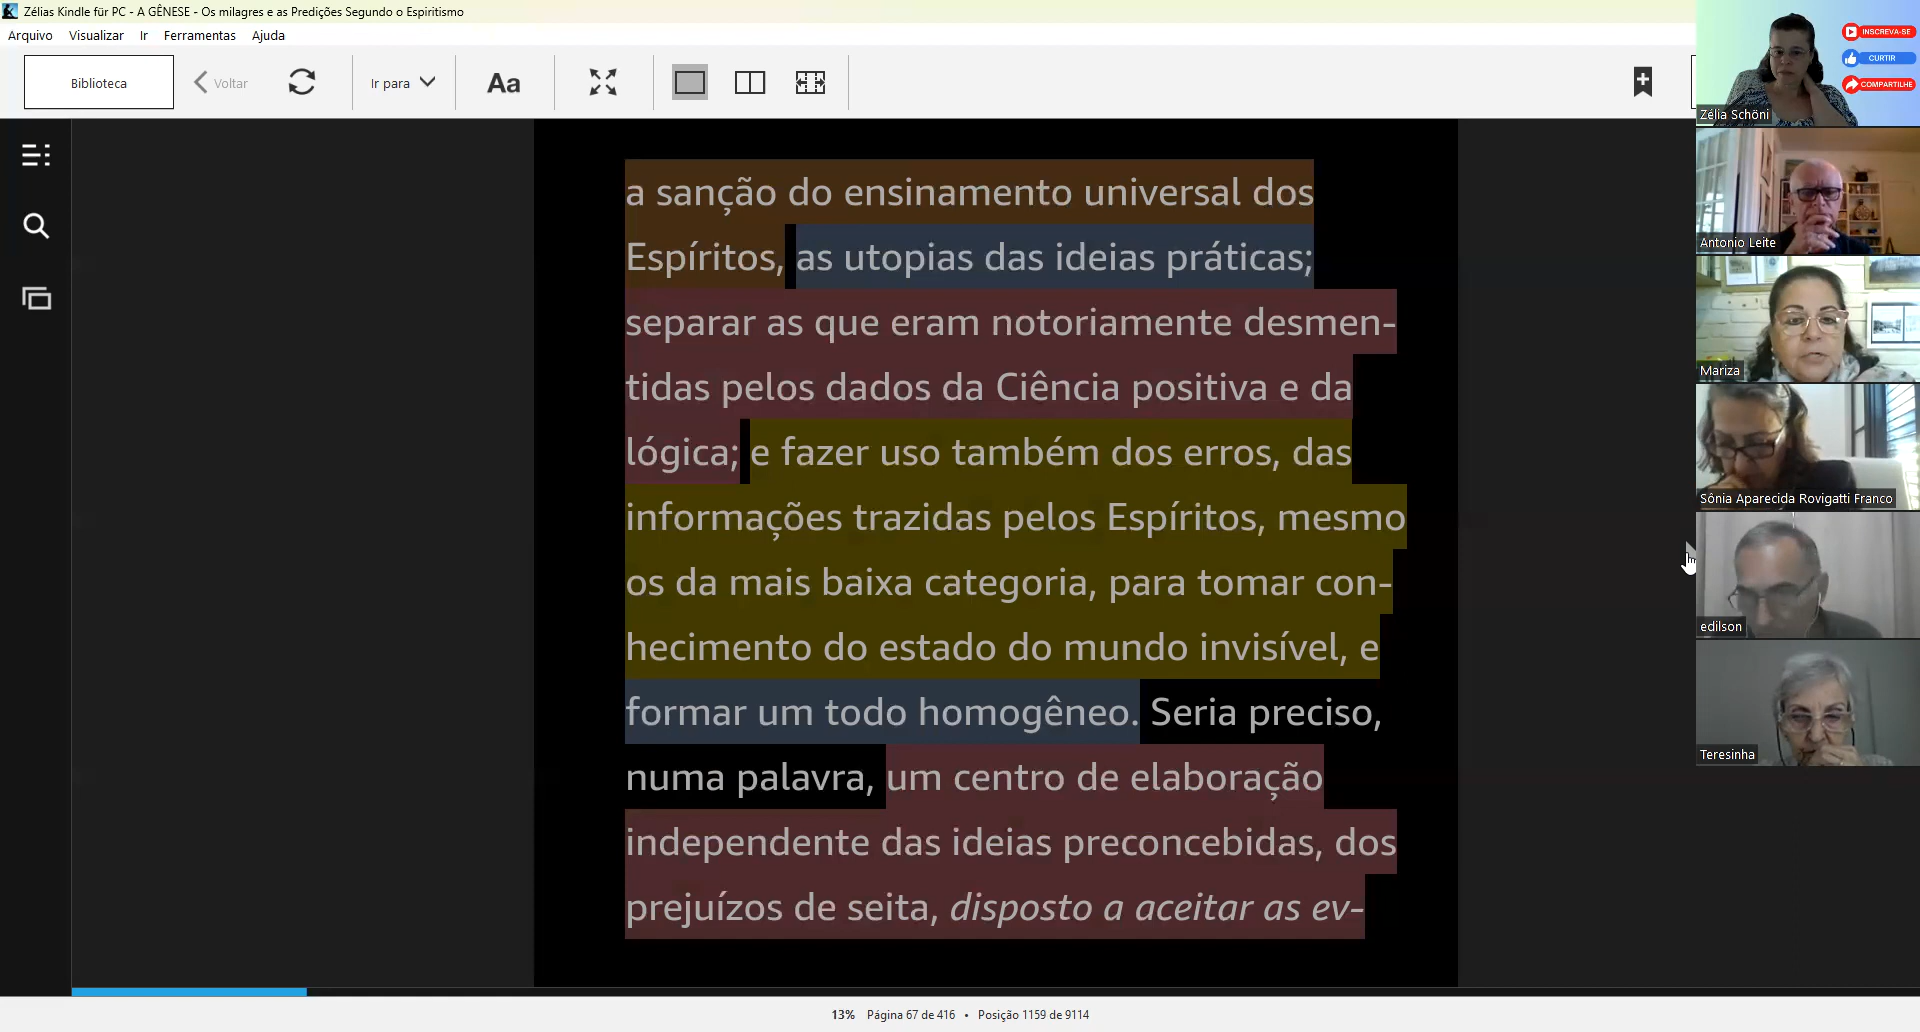 Zélias Kindle für PC - A GÊNESE - Os milagres e as Predições Segundo o Espiritismo
Arquivo Visualizar Ir Ferramentas Ajuda
Biblioteca Voltar Ir para Aa
INSCREVA-SE
CURTIR
COMPARTILHE
Zélia Schöni
Antonio Leite
Mariza
Sônia Aparecida Rovigatti Franco
edilson
Teresinha
a sanção do ensinamento universal dos
Espíritos, as utopias das ideias práticas;
separar as que eram notoriamente desmen-
tidas pelos dados da Ciência positiva e da
lógica; e fazer uso também dos erros, das
informações trazidas pelos Espíritos, mesmo
os da mais baixa categoria, para tomar con-
hecimento do estado do mundo invisível, e
formar um todo homogêneo. Seria preciso,
numa palavra, um centro de elaboração
independente das ideias preconcebidas, dos
prejuízos de seita, disposto a aceitar as ev-
13% Página 67 de 416 • Posição 1159 de 9114